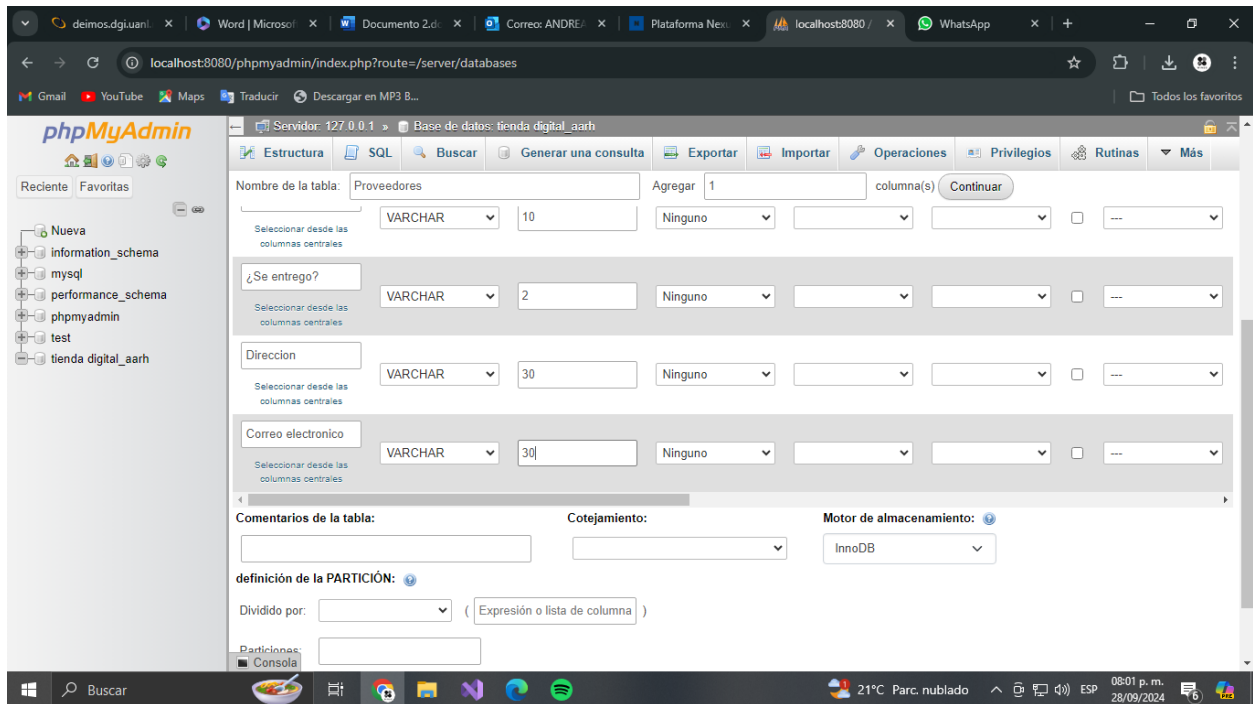 deimos.dgi.uanl.
Word | Microsof
Documento 2.do
Correo: ANDREA
Plataforma Nexu
localhost:8080 /
WhatsApp
localhost:8080/phpmyadmin/index.php?route=/server/databases
Gmail YouTube Maps Traducir Descargar en MP3 B... Todos los favoritos
phpMyAdmin
Reciente Favoritas
Nueva
information_schema
mysql
performance_schema
phpmyadmin
test
tienda digital_aarh
Servidor: 127.0.0.1 » Base de datos: tienda digital_aarh
Estructura SQL Buscar Generar una consulta Exportar Importar Operaciones Privilegios Rutinas Más
Nombre de la tabla: Proveedores Agregar 1 columna(s) Continuar
VARCHAR 10 Ninguno ---
Seleccionar desde las
columnas centrales
¿Se entrego?
VARCHAR 2 Ninguno ---
Seleccionar desde las
columnas centrales
Direccion
VARCHAR 30 Ninguno ---
Seleccionar desde las
columnas centrales
Correo electronico
VARCHAR 30 Ninguno ---
Seleccionar desde las
columnas centrales
Comentarios de la tabla: Cotejamiento: Motor de almacenamiento:
InnoDB
definición de la PARTICIÓN:
Dividido por: ( Expresión o lista de columna )
Particiones:
Consola
Buscar
21°C Parc. nublado
ESP
08:01 p. m.
28/09/2024
6